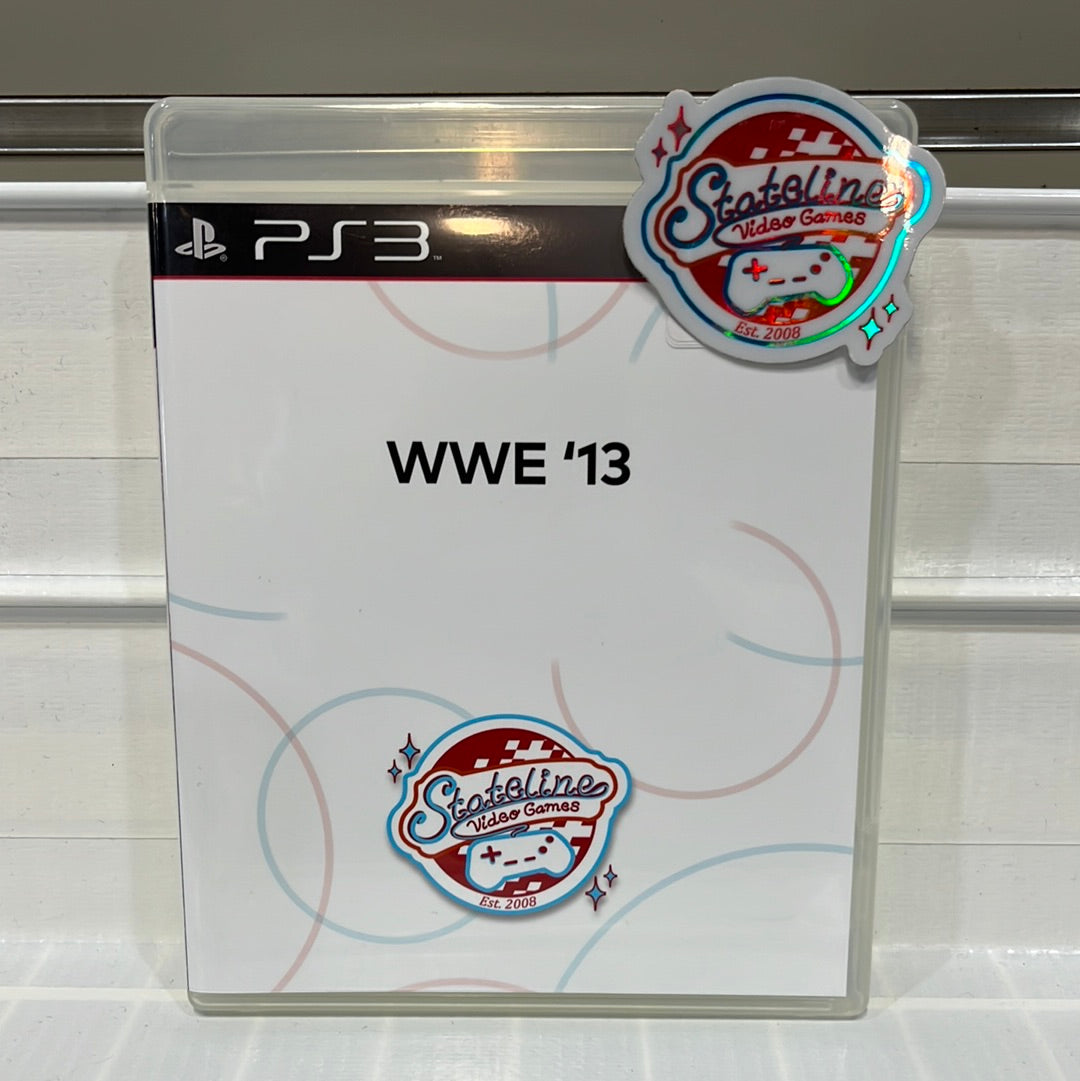 PS3
Stateline
Video Games
Est. 2008
WWE '13
Stateline
Video Games
Est. 2008